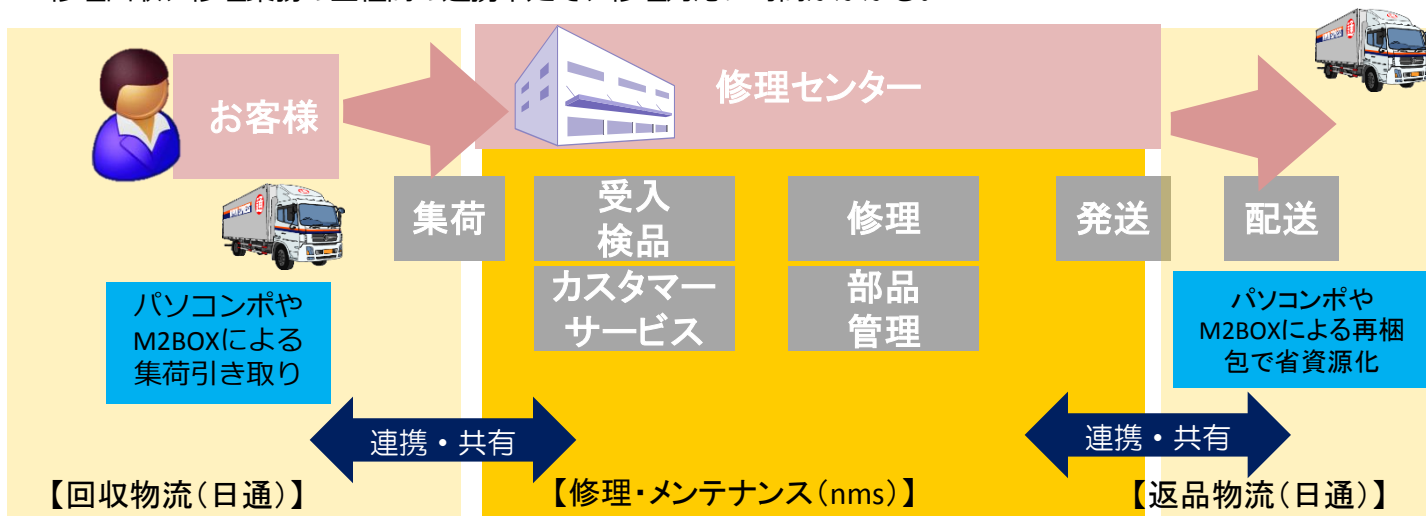 お客様
修理センター
集荷
受入
検品
修理
発送
配送
カスタマー
サービス
部品
管理
パソコンポや
M2BOXによる
集荷引き取り
パソコンポや
M2BOXによる再梱
包で省資源化
連携・共有
連携・共有
【回収物流（日通）】
【修理・メンテナンス（nms）】
【返品物流（日通）】